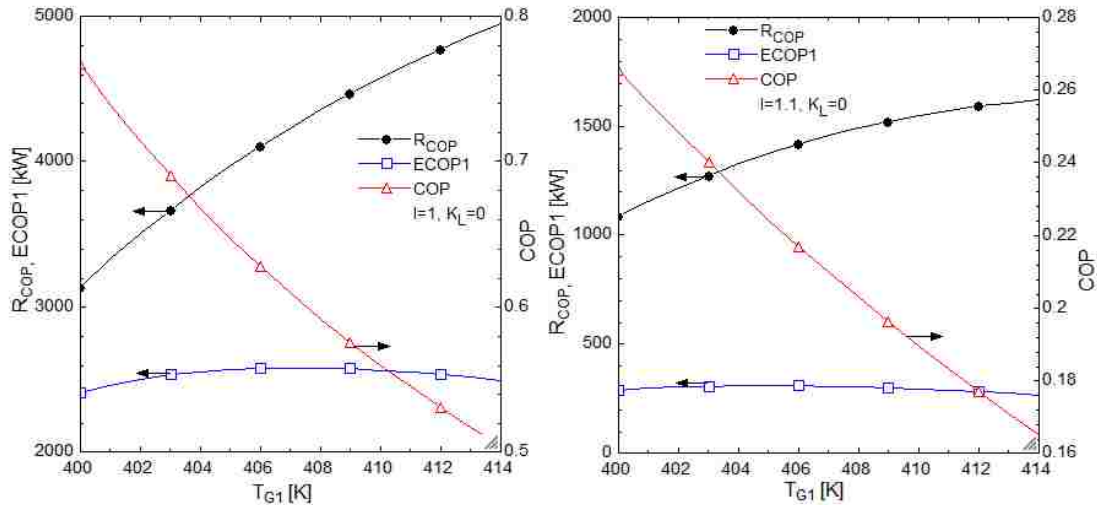 5000
4000
3000
2000
R_COP, ECOP1 [kW]
0.8
0.7
0.6
0.5
COP
R_COP
ECOP1
COP
I=1, K_L=0
400 402 404 406 408 410 412 414
T_G1 [K]
2000
1500
1000
500
0
R_COP, ECOP1 [kW]
0.28
0.26
0.24
0.22
0.2
0.18
0.16
COP
R_COP
ECOP1
COP
I=1.1, K_L=0
400 402 404 406 408 410 412 414
T_G1 [K]